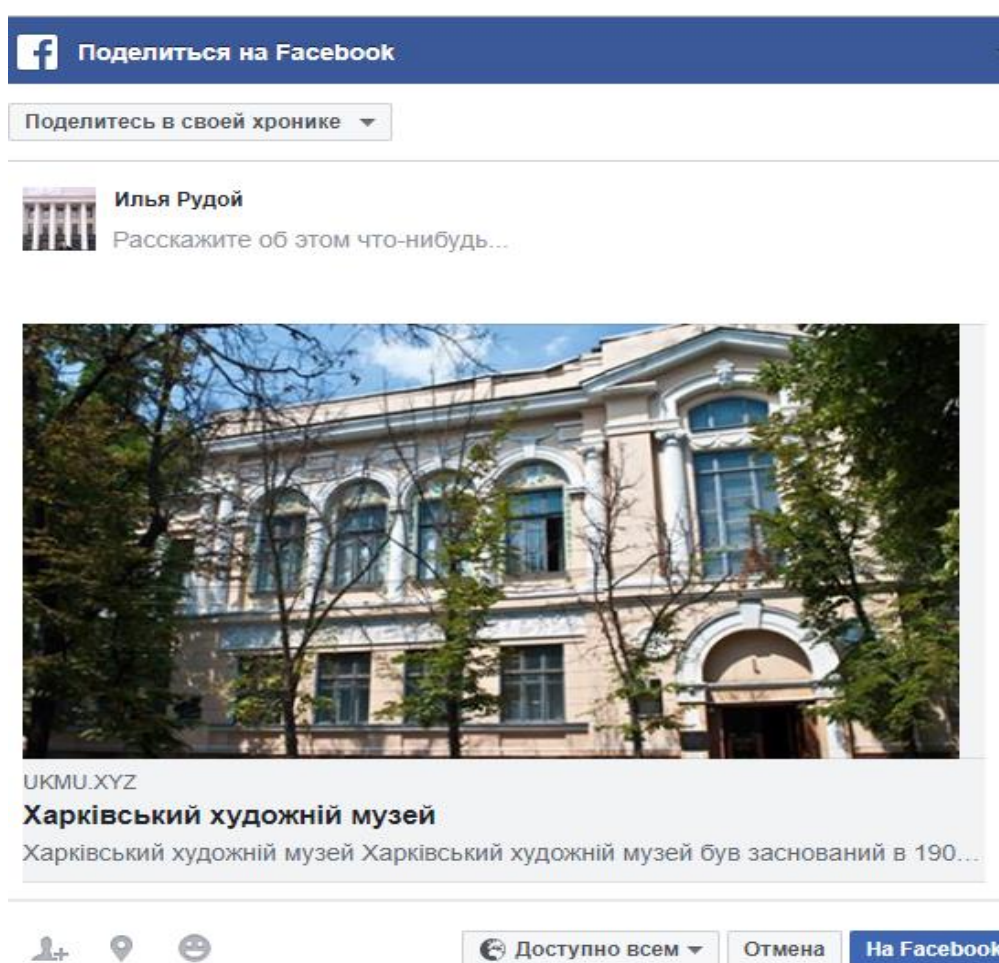 f Поделиться на Facebook
Поделитесь в своей хронике
Илья Рудой
Расскажите об этом что-нибудь...
UKMU.XYZ
Харківський художній музей
Харківський художній музей Харківський художній музей був заснований в 190...
Доступно всем Отмена На Facebook